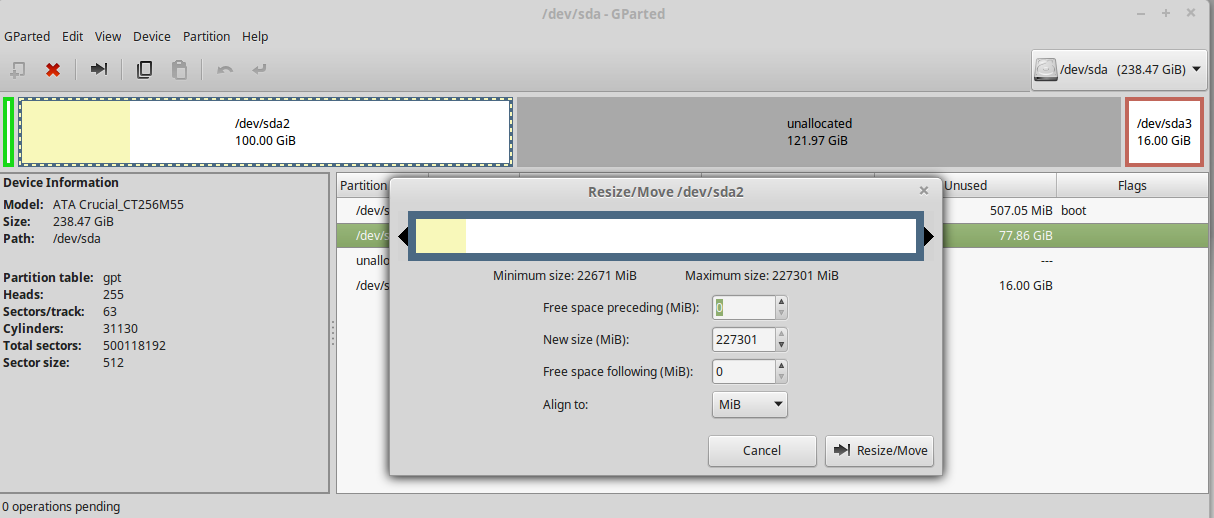 /dev/sda - GParted
GParted Edit View Device Partition Help
/dev/sda (238.47 GiB)
/dev/sda2
100.00 GiB
unallocated
121.97 GiB
/dev/sda3
16.00 GiB
Device Information
Model: ATA Crucial_CT256M55
Size: 238.47 GiB
Path: /dev/sda
Partition table: gpt
Heads: 255
Sectors/track: 63
Cylinders: 31130
Total sectors: 500118192
Sector size: 512
Partition Unused Flags
/dev/s 507.05 MiB boot
/dev/s 77.86 GiB
unallo ---
/dev/s 16.00 GiB
Resize/Move /dev/sda2
Minimum size: 22671 MiB Maximum size: 227301 MiB
Free space preceding (MiB): 0
New size (MiB): 227301
Free space following (MiB): 0
Align to: MiB
Cancel Resize/Move
0 operations pending